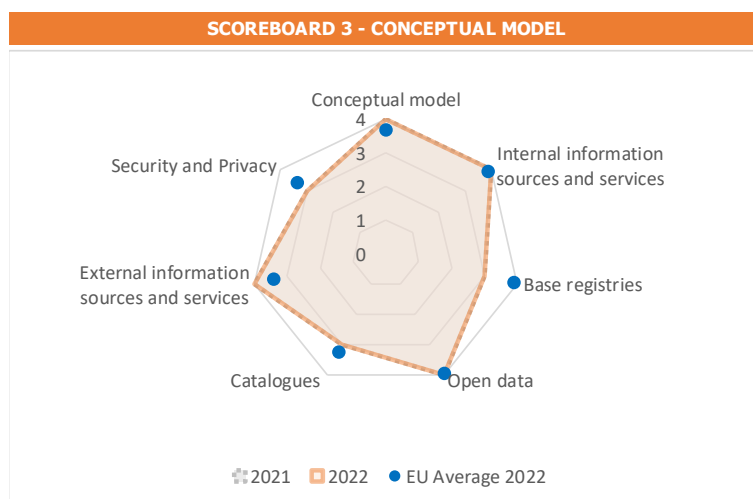 SCOREBOARD 3 - CONCEPTUAL MODEL
Conceptual model
4
3
2
1
0
Internal information
sources and services
Security and Privacy
External information
sources and services
Base registries
Catalogues
Open data
2021
2022
EU Average 2022